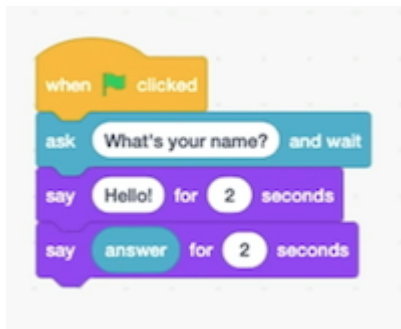 when clicked
ask What's your name? and wait
say Hello! for 2 seconds
say answer for 2 seconds